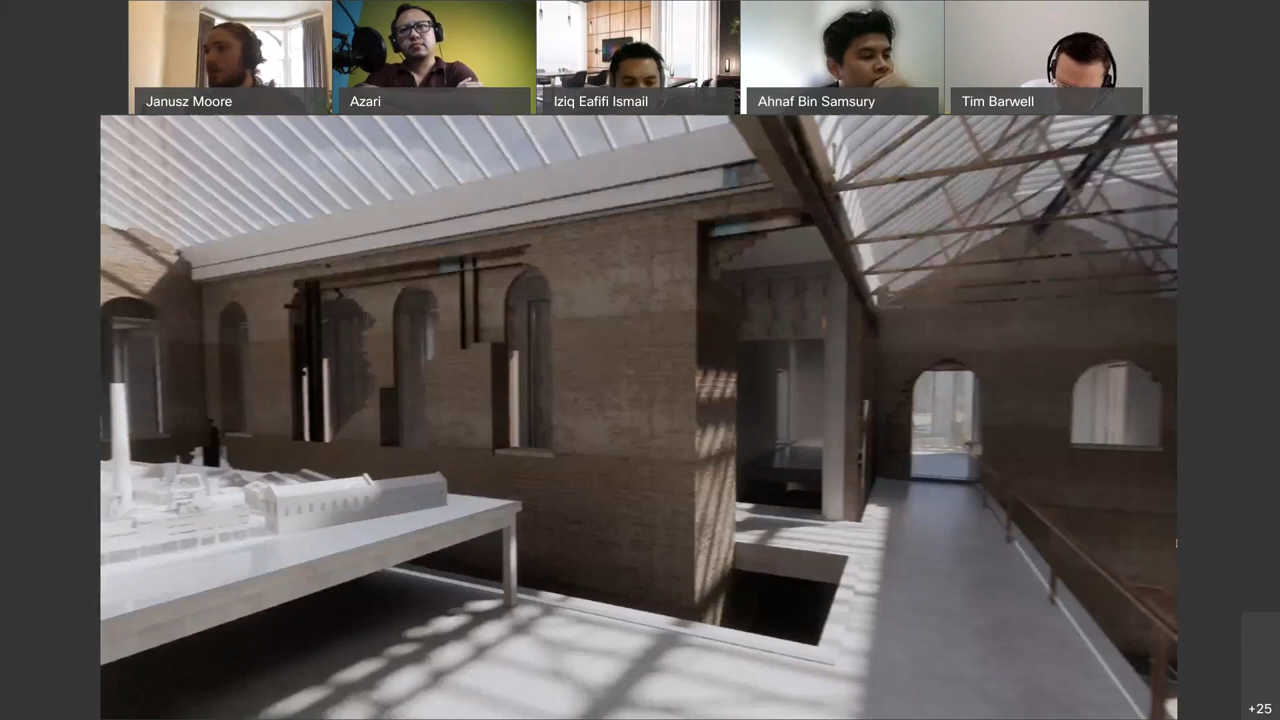 Janusz Moore
Azari
Iziq Eafifi Ismail
Ahnaf Bin Samsury
Tim Barwell
+25